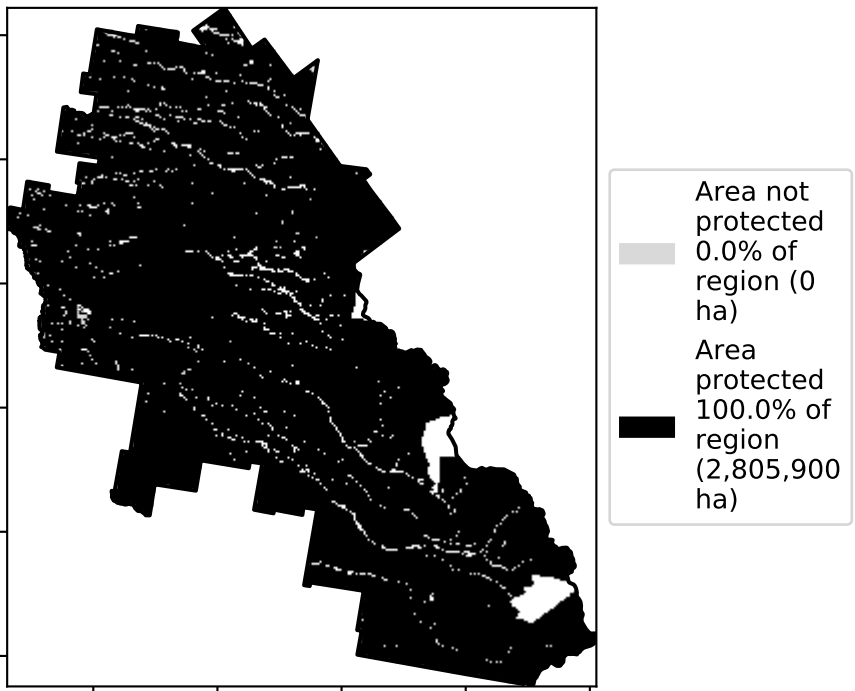 Area not
protected
0.0% of
region (0
ha)
Area
protected
100.0% of
region
(2,805,900
ha)